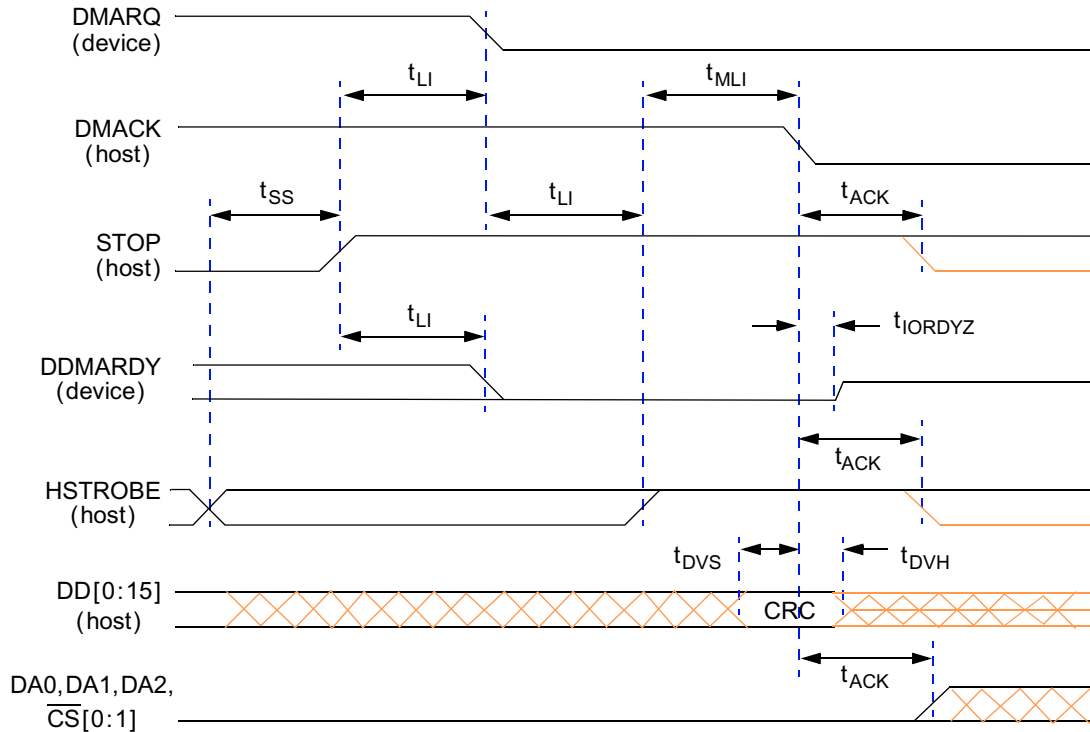 DMARQ
(device)
tLI
tMLI
DMACK
(host)
tSS
tLI
tACK
STOP
(host)
tLI
tIORDYZ
DDMARDY
(device)
tACK
HSTROBE
(host)
tDVS
tDVH
DD[0:15]
(host)
CRC
tACK
DA0,DA1,DA2,
CS[0:1]